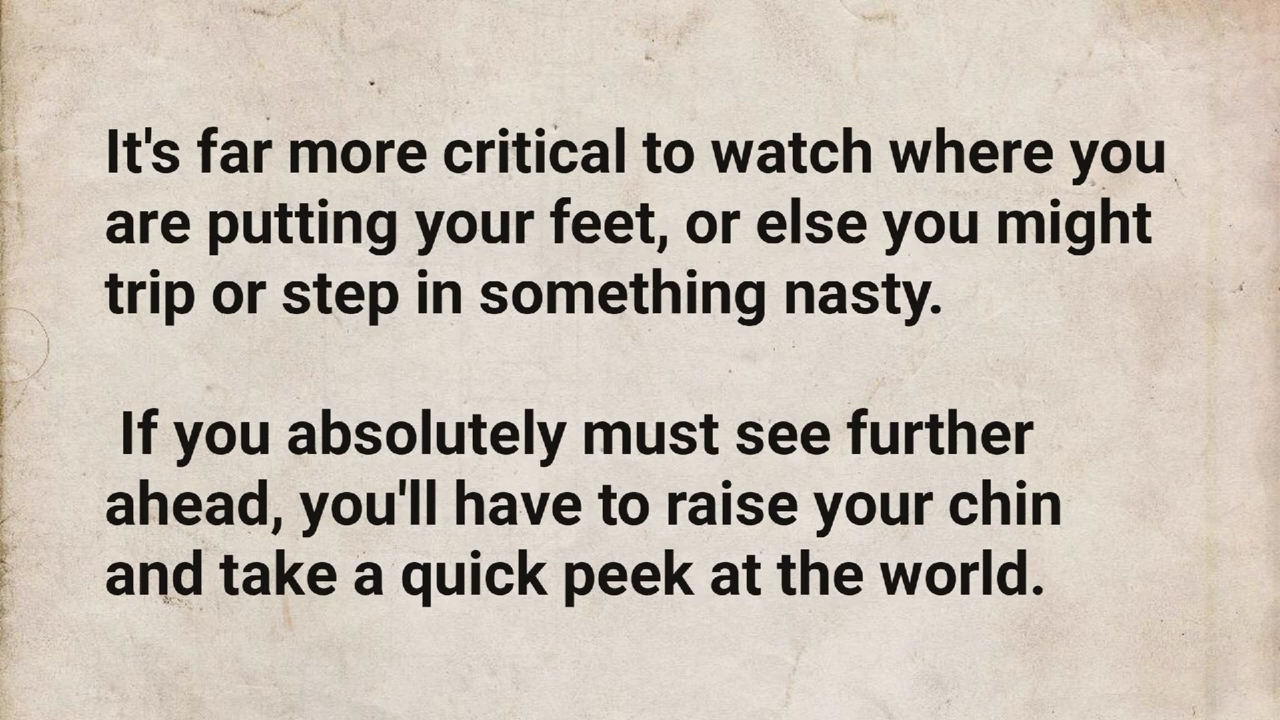 It's far more critical to watch where you
are putting your feet, or else you might
trip or step in something nasty.
If you absolutely must see further
ahead, you'll have to raise your chin
and take a quick peek at the world.